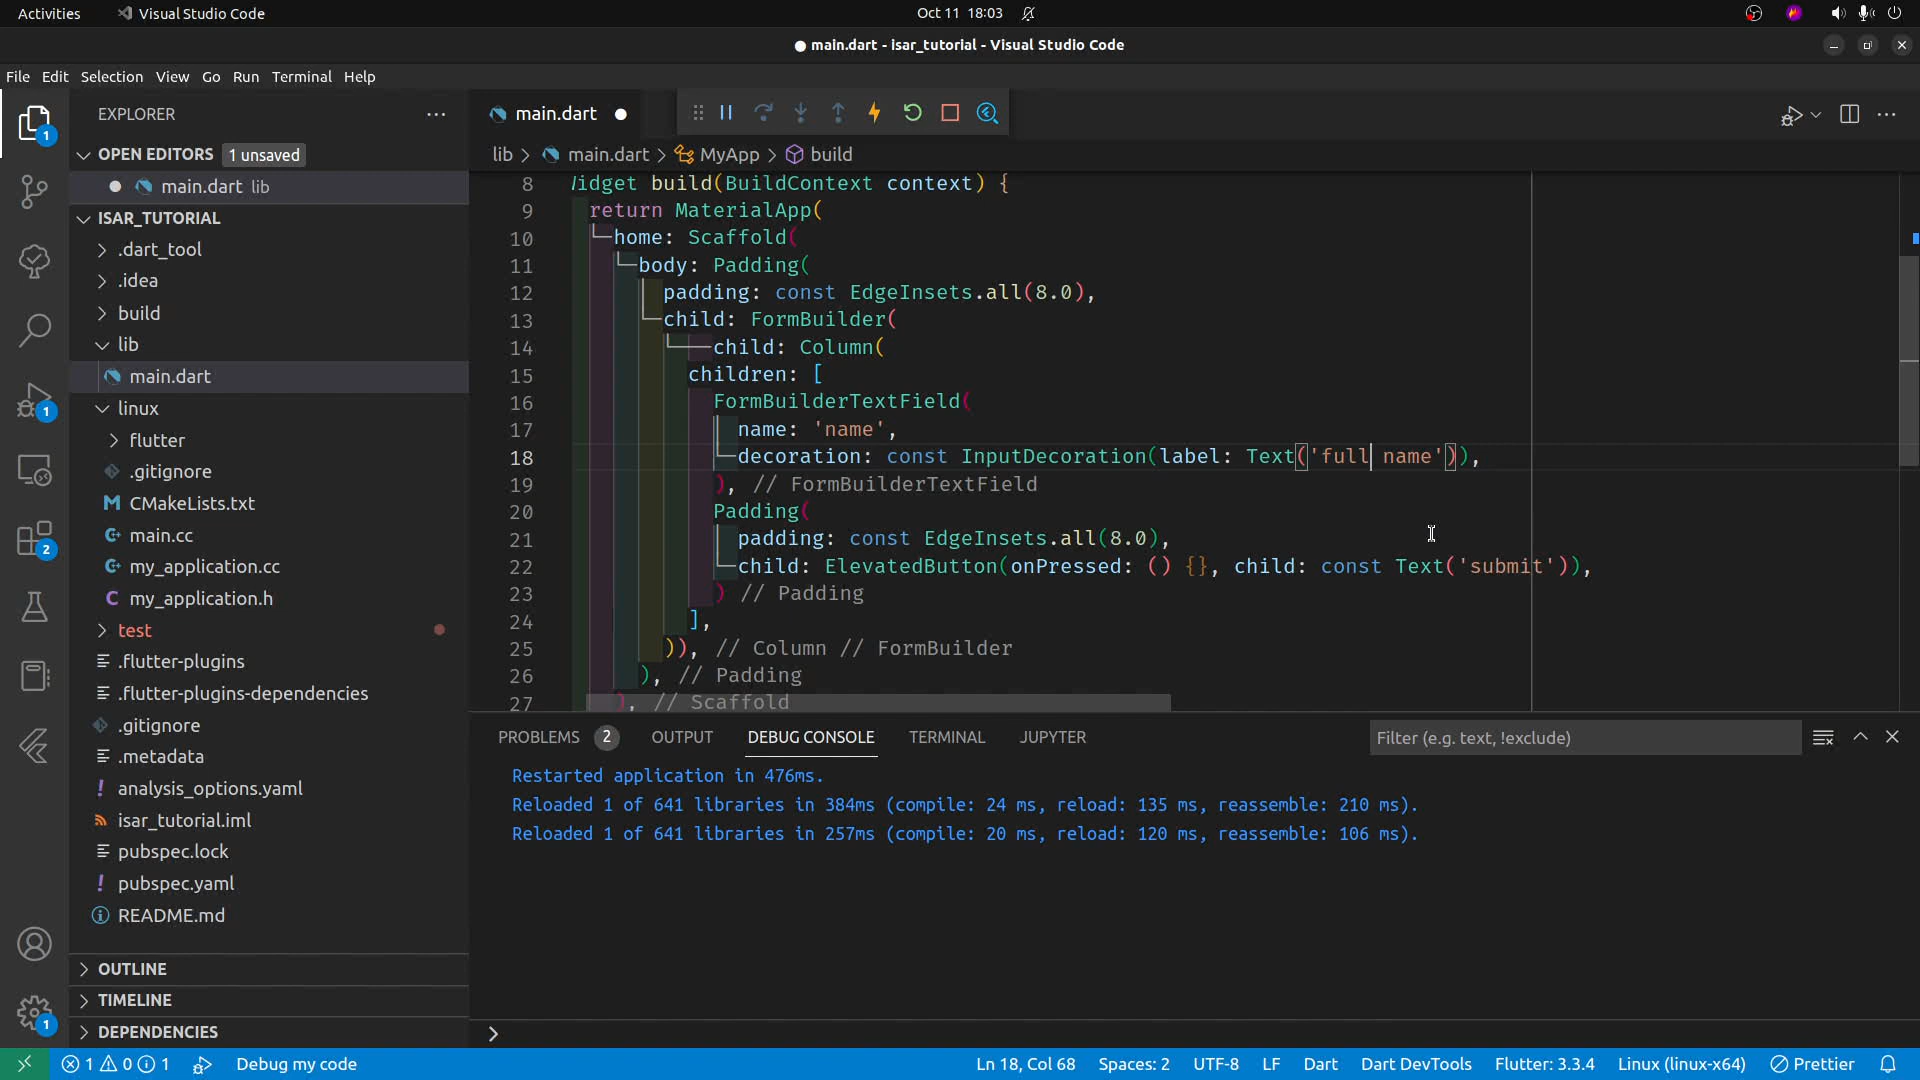 Activities
Visual Studio Code
Oct 11 18:03
main.dart - isar_tutorial - Visual Studio Code
File Edit Selection View Go Run Terminal Help
EXPLORER
OPEN EDITORS 1 unsaved
main.dart lib
ISAR_TUTORIAL
.dart_tool
.idea
build
lib
main.dart
linux
flutter
.gitignore
CMakeLists.txt
main.cc
my_application.cc
my_application.h
test
.flutter-plugins
.flutter-plugins-dependencies
.gitignore
.metadata
analysis_options.yaml
isar_tutorial.iml
pubspec.lock
pubspec.yaml
README.md
OUTLINE
TIMELINE
DEPENDENCIES
main.dart
lib > main.dart > MyApp > build
8 Widget build(BuildContext context) {
9 return MaterialApp(
10 home: Scaffold(
11 body: Padding(
12 padding: const EdgeInsets.all(8.0),
13 child: FormBuilder(
14 child: Column(
15 children: [
16 FormBuilderTextField(
17 name: 'name',
18 decoration: const InputDecoration(label: Text('full name')),
19 ), // FormBuilderTextField
20 Padding(
21 padding: const EdgeInsets.all(8.0),
22 child: ElevatedButton(onPressed: () {}, child: const Text('submit')),
23 ) // Padding
24 ],
25 )), // Column // FormBuilder
26 ), // Padding
27 ), // Scaffold
PROBLEMS 2 OUTPUT DEBUG CONSOLE TERMINAL JUPYTER
Filter (e.g. text, !exclude)
Restarted application in 476ms.
Reloaded 1 of 641 libraries in 384ms (compile: 24 ms, reload: 135 ms, reassemble: 210 ms).
Reloaded 1 of 641 libraries in 257ms (compile: 20 ms, reload: 120 ms, reassemble: 106 ms).
1
1
2
1
1 0 1 Debug my code
Ln 18, Col 68 Spaces: 2 UTF-8 LF Dart Dart DevTools Flutter: 3.3.4 Linux (linux-x64) Prettier